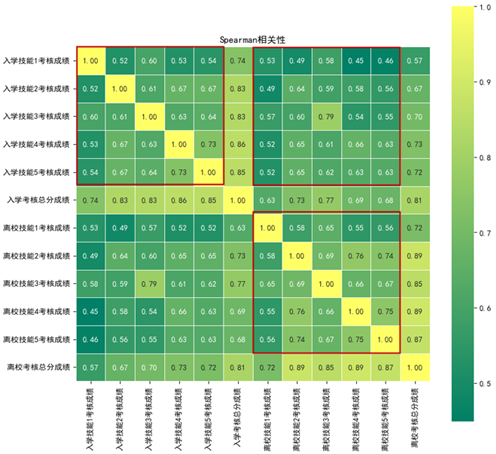 Spearman相关性
入学技能1考核成绩 1.00 0.52 0.60 0.53 0.54 0.74 0.53 0.49 0.58 0.45 0.46 0.57
入学技能2考核成绩 0.52 1.00 0.61 0.67 0.67 0.83 0.49 0.64 0.59 0.58 0.56 0.67
入学技能3考核成绩 0.60 0.61 1.00 0.63 0.64 0.83 0.57 0.60 0.79 0.54 0.55 0.70
入学技能4考核成绩 0.53 0.67 0.63 1.00 0.73 0.86 0.52 0.65 0.61 0.66 0.63 0.73
入学技能5考核成绩 0.54 0.67 0.64 0.73 1.00 0.85 0.52 0.65 0.62 0.63 0.63 0.72
入学考核总分成绩 0.74 0.83 0.83 0.86 0.85 1.00 0.63 0.73 0.77 0.69 0.68 0.81
离校技能1考核成绩 0.53 0.49 0.57 0.52 0.52 0.63 1.00 0.58 0.65 0.55 0.56 0.72
离校技能2考核成绩 0.49 0.64 0.60 0.65 0.65 0.73 0.58 1.00 0.69 0.76 0.74 0.89
离校技能3考核成绩 0.58 0.59 0.79 0.61 0.62 0.77 0.65 0.69 1.00 0.66 0.67 0.85
离校技能4考核成绩 0.45 0.58 0.54 0.66 0.63 0.69 0.55 0.76 0.66 1.00 0.75 0.89
离校技能5考核成绩 0.46 0.56 0.55 0.63 0.63 0.68 0.56 0.74 0.67 0.75 1.00 0.87
离校考核总分成绩 0.57 0.67 0.70 0.73 0.72 0.81 0.72 0.89 0.85 0.89 0.87 1.00
入学技能1考核成绩
入学技能2考核成绩
入学技能3考核成绩
入学技能4考核成绩
入学技能5考核成绩
入学考核总分成绩
离校技能1考核成绩
离校技能2考核成绩
离校技能3考核成绩
离校技能4考核成绩
离校技能5考核成绩
离校考核总分成绩
1.0
0.9
0.8
0.7
0.6
0.5